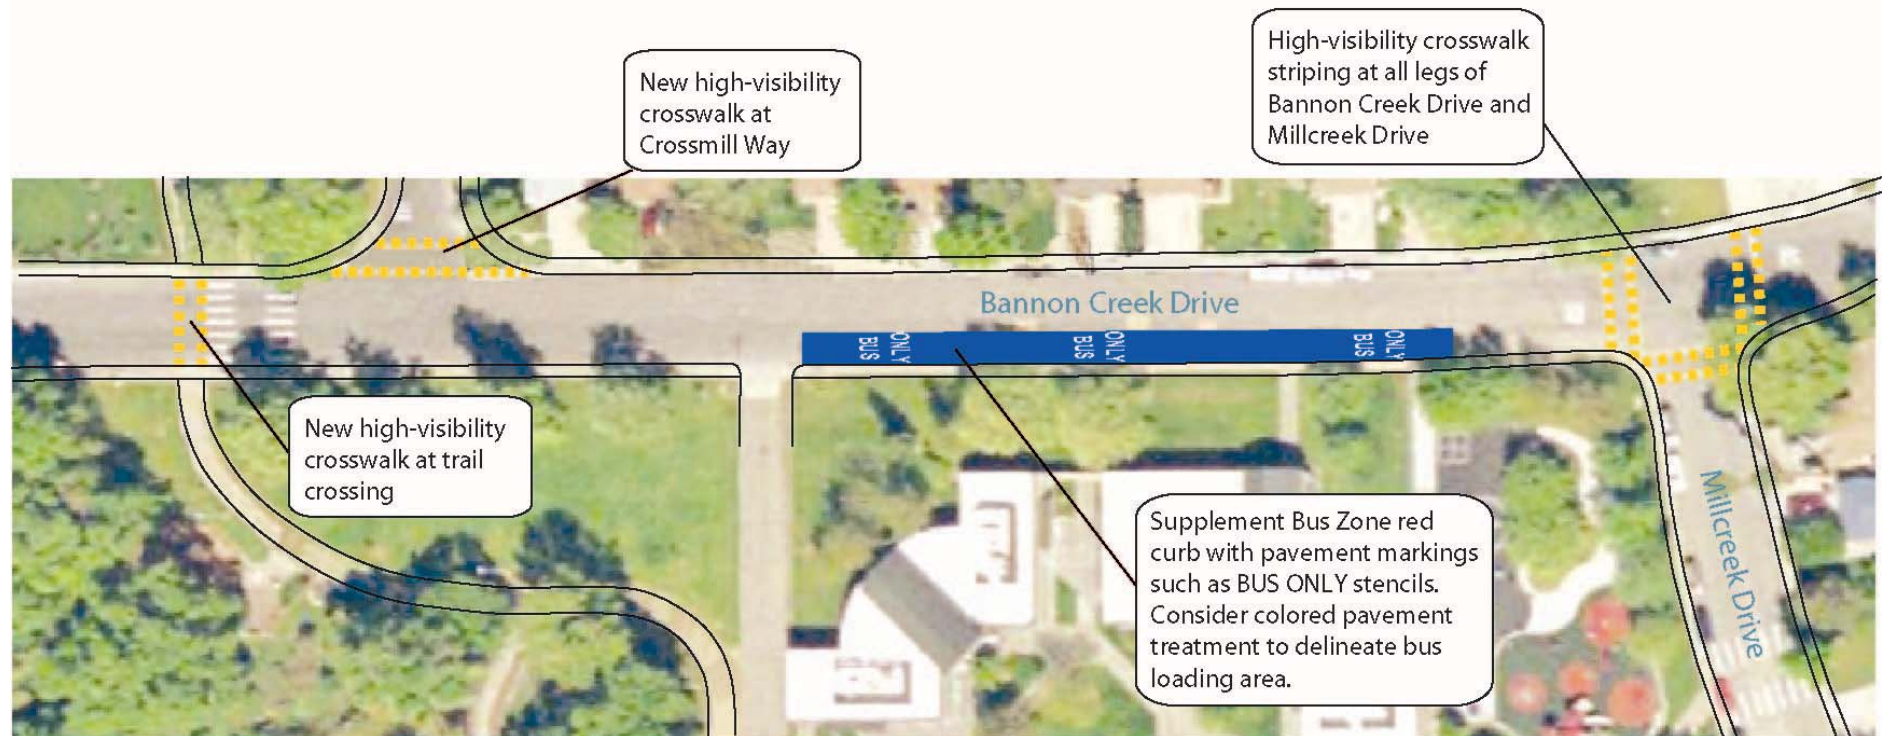 New high-visibility
crosswalk at
Crossmill Way
High-visibility crosswalk
striping at all legs of
Bannon Creek Drive and
Millcreek Drive
Bannon Creek Drive
BUS
ONLY
BUS
ONLY
BUS
ONLY
New high-visibility
crosswalk at trail
crossing
Supplement Bus Zone red
curb with pavement markings
such as BUS ONLY stencils.
Consider colored pavement
treatment to delineate bus
loading area.
Millcreek Drive